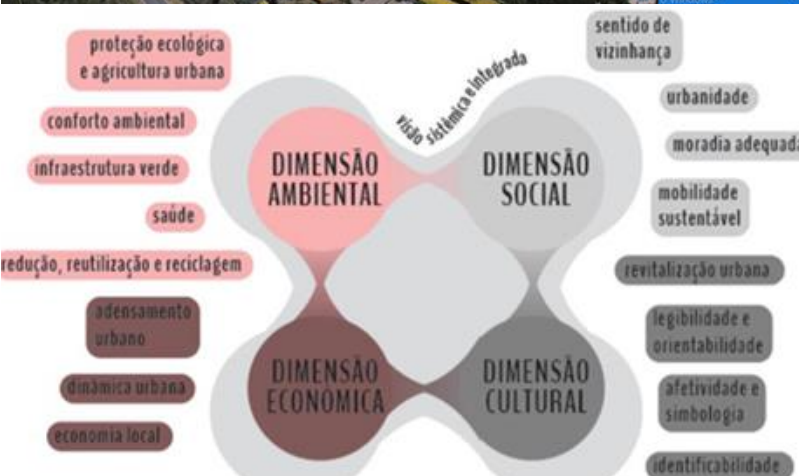 proteção ecológica
e agricultura urbana
conforto ambiental
infraestrutura verde
saúde
redução, reutilização e reciclagem
adensamento
urbano
dinâmica urbana
economia local
visão sistêmica e integrada
DIMENSÃO
AMBIENTAL
DIMENSÃO
SOCIAL
DIMENSÃO
ECONOMICA
DIMENSÃO
CULTURAL
sentido de
vizinhança
urbanidade
moradia adequada
mobilidade
sustentável
revitalização urbana
legibilidade e
orientabilidade
afetividade e
simbologia
identificabilidade